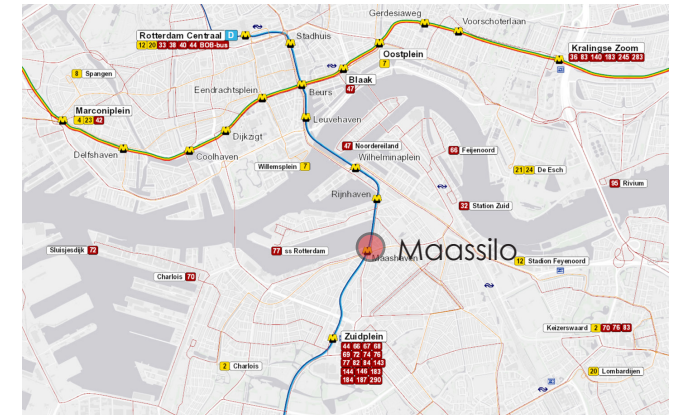 Gerdesiaweg
Voorschoterlaan
Rotterdam Centraal D
12 20 33 38 40 44 BOB-bus
Stadhuis
Oostplein
7
Kralingse Zoom
36 83 140 183 245 283
8 Spangen
Blaak
47
Eendrachtsplein
Beurs
Marconiplein
4 23 42
Leuvehaven
Dijkzigt
Delfshaven
Coolhaven
47 Noordereiland
66 Feijenoord
Wilhelminaplein
Willemsplein 7
21 24 De Esch
95 Rivium
Rijnhaven
32 Station Zuid
Sluisjesdijk 72
77 ss Rotterdam
Maassilo
Maashaven
12 Stadion Feyenoord
Charlois 70
Keizerswaard 2 70 76 83
Zuidplein
44 66 67 68
69 72 74 76
77 82 84 143
144 146 183
184 187 290
2 Charlois
20 Lombardijen